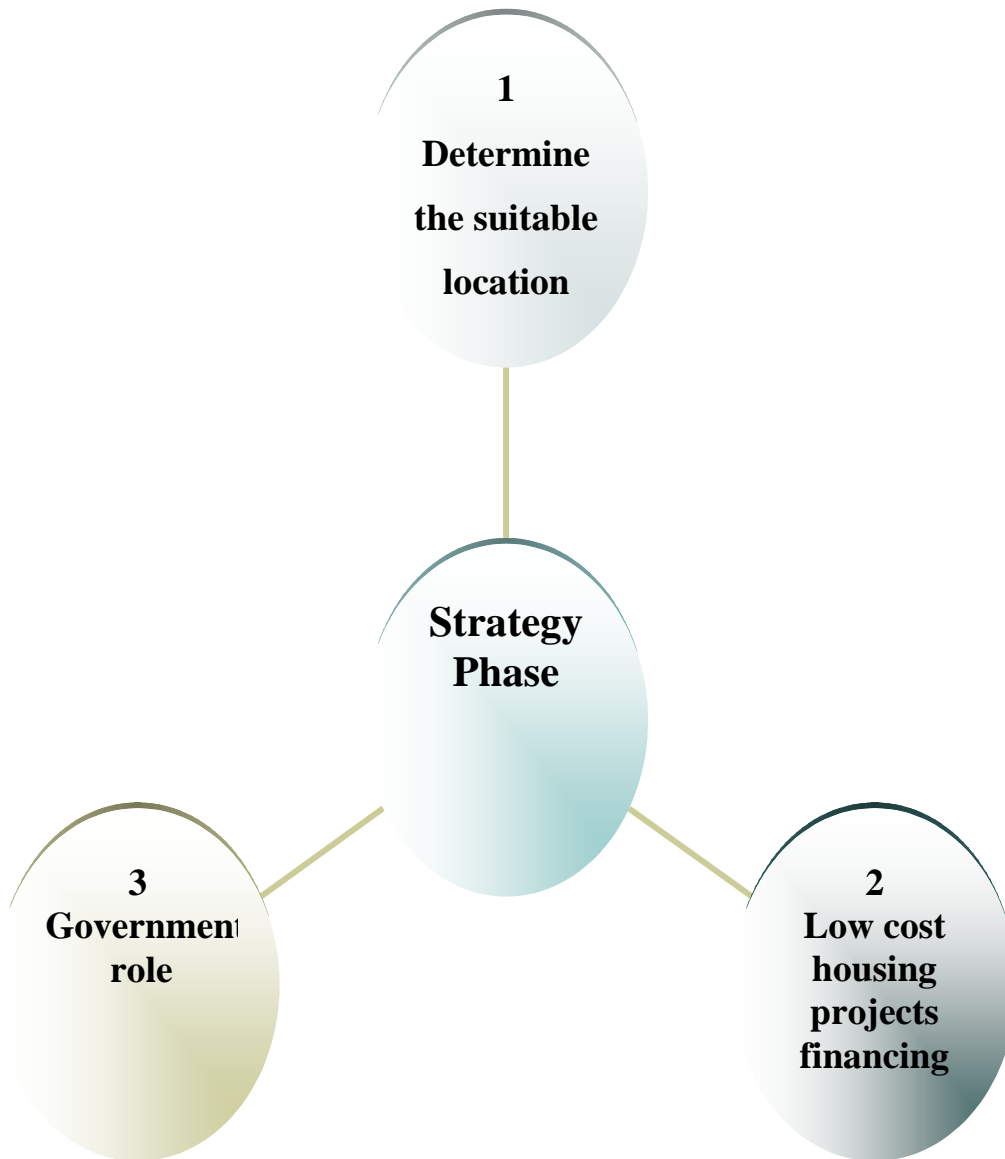 1
Determine
the suitable
location
Strategy
Phase
3
Government
role
2
Low cost
housing
projects
financing